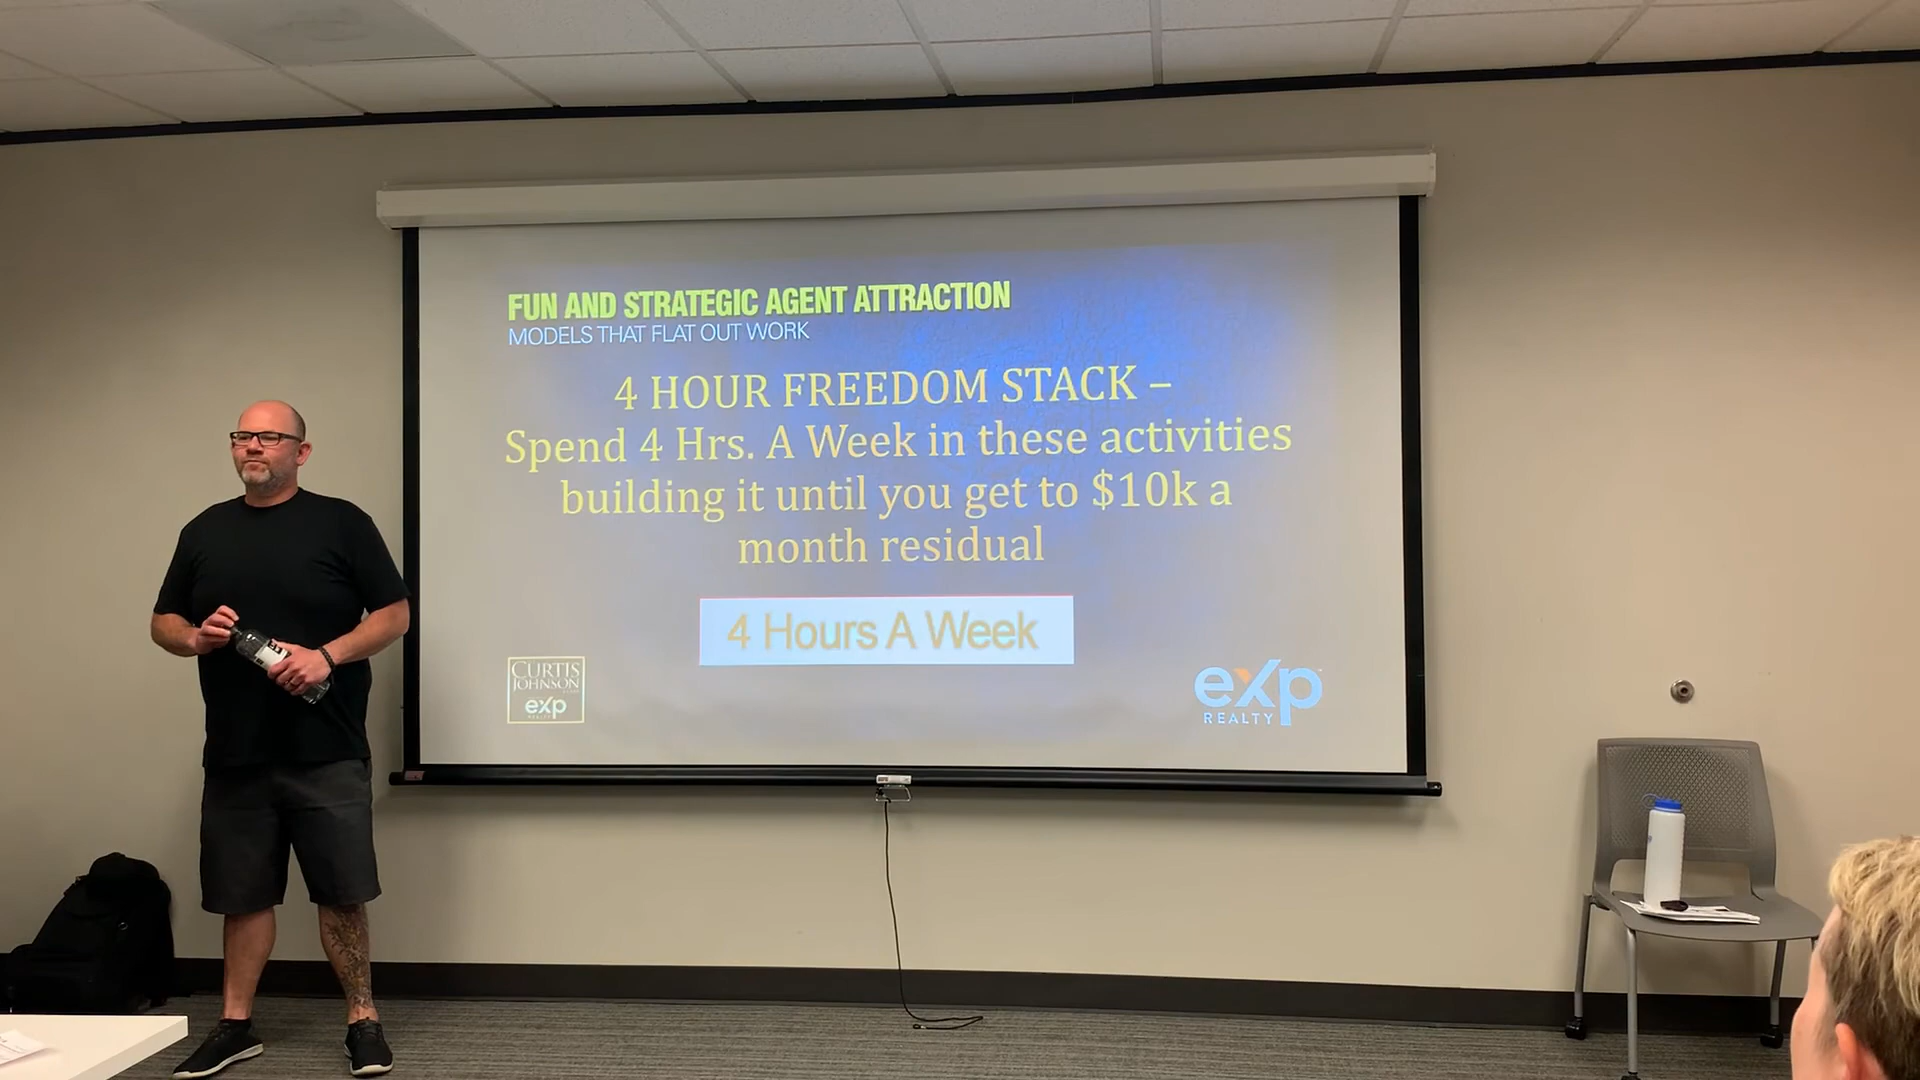 FUN AND STRATEGIC AGENT ATTRACTION
MODELS THAT FLAT OUT WORK
4 HOUR FREEDOM STACK –
Spend 4 Hrs. A Week in these activities
building it until you get to $10k a
month residual
4 Hours A Week
CURTIS
JOHNSON
exp
REALTY
exp
REALTY